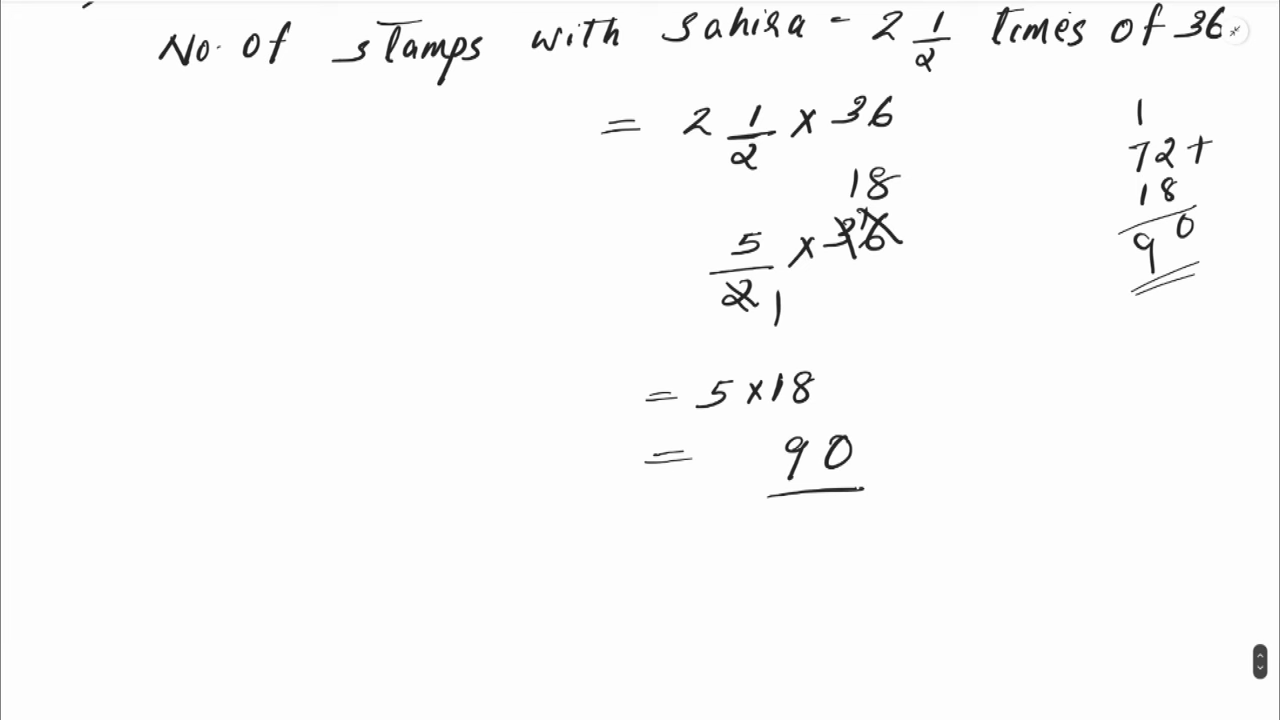 No. of stamps with Sahira - 2 1/2 times of 36
= 2 1/2 × 36
18
5/2 × 36
1
= 5 × 18
= 90
1
72 +
18
90